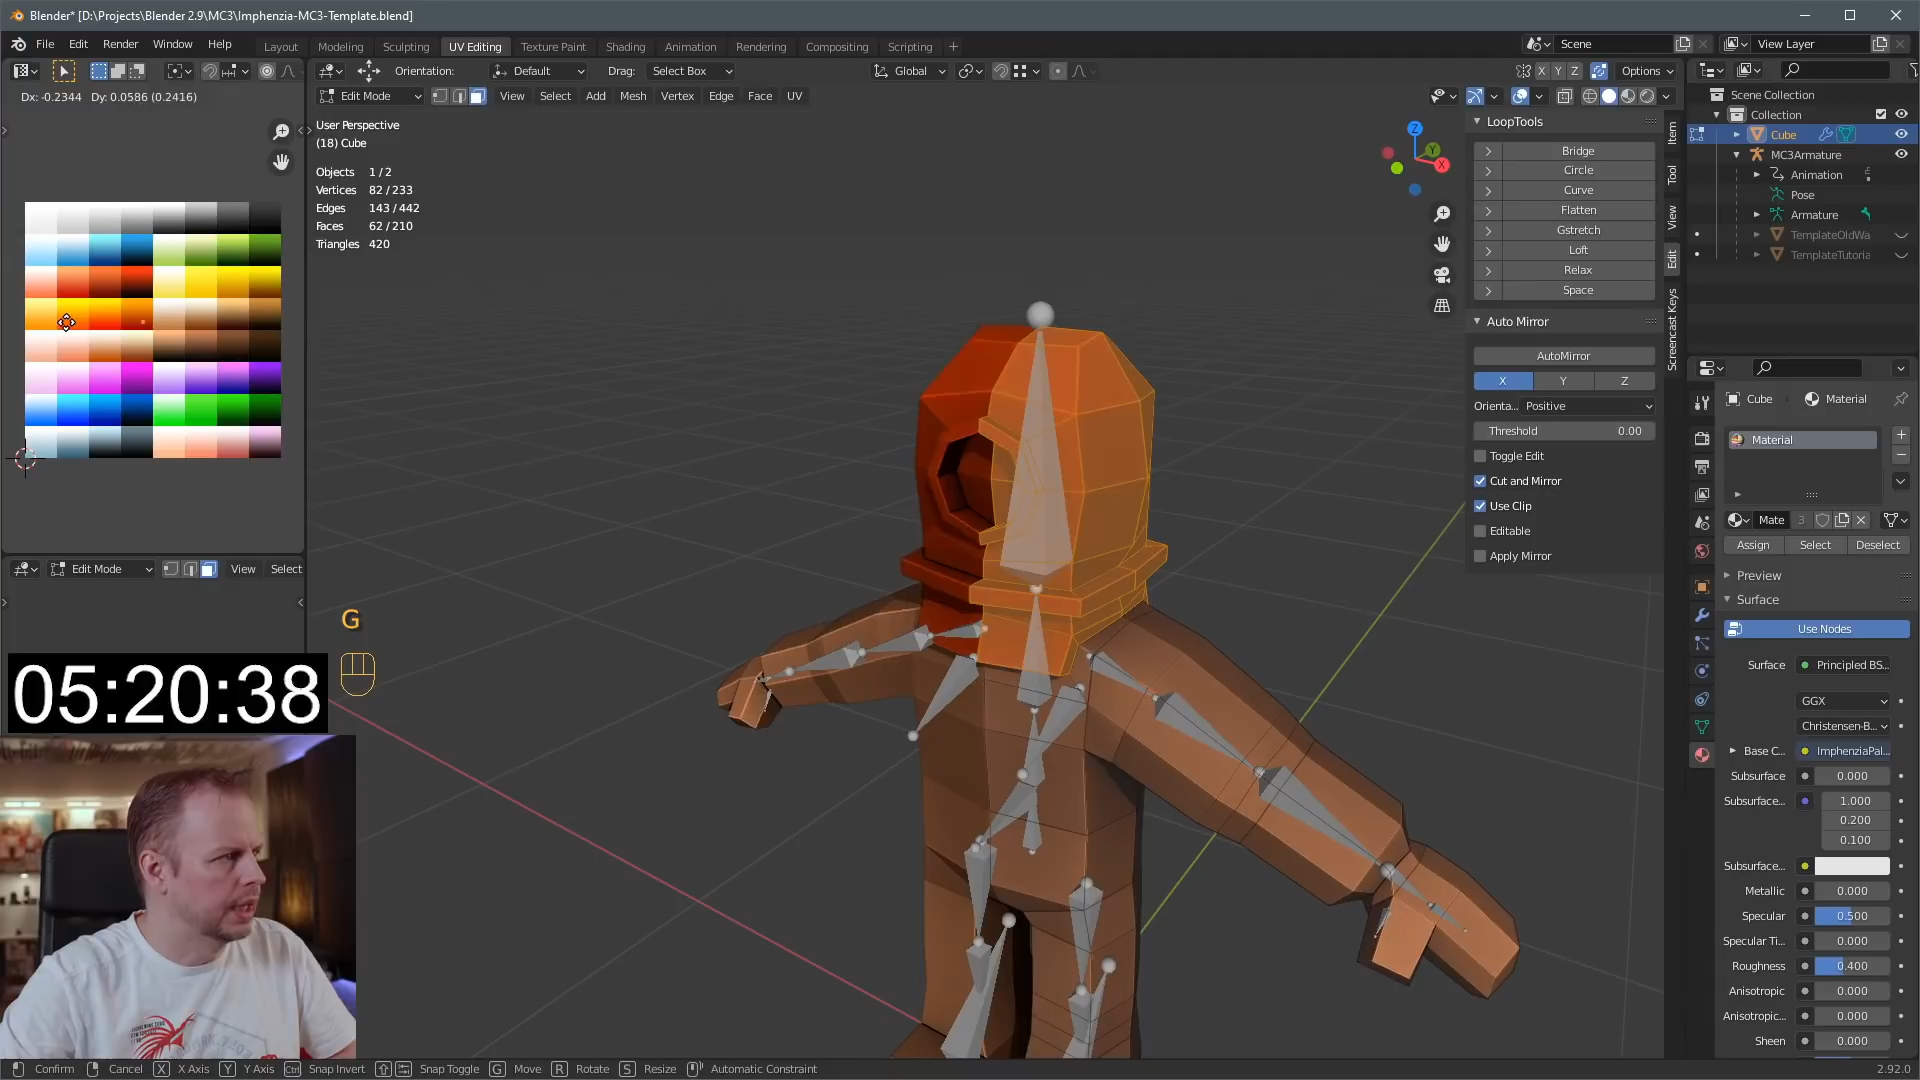 Blender* [D:\Projects\Blender 2.9\MC3\Imphenzia-MC3-Template.blend]
File Edit Render Window Help Layout Modeling Sculpting UV Editing Texture Paint Shading Animation Rendering Compositing Scripting + Scene View Layer
Orientation: Default Drag: Select Box Global X Y Z Options
Dx: -0.2344 Dy: 0.0586 (0.2416)
Edit Mode View Select Add Mesh Vertex Edge Face UV
User Perspective
(18) Cube
Objects 1 / 2
Vertices 82 / 233
Edges 143 / 442
Faces 62 / 210
Triangles 420
Z
Y
X
LoopTools
Bridge
Circle
Curve
Flatten
Gstretch
Loft
Relax
Space
Auto Mirror
AutoMirror
X Y Z
Orienta... Positive
Threshold 0.00
Toggle Edit
Cut and Mirror
Use Clip
Editable
Apply Mirror
Item
Tool
View
Edit
Screencast Keys
Scene Collection
Collection
Cube
MC3Armature
Animation
Pose
Armature
TemplateOldWa
TemplateTutoria
Cube Material
Material
Mate 3
Assign Select Deselect
Preview
Surface
Use Nodes
Surface Principled BS...
GGX
Christensen-B...
Base C... ImphenziaPal...
Subsurface 0.000
Subsurface... 1.000
0.200
0.100
Subsurface...
Metallic 0.000
Specular 0.500
Specular Ti... 0.000
Roughness 0.400
Anisotropic 0.000
Anisotropic... 0.000
Sheen 0.000
Edit Mode View Select
G
05:20:38
Confirm Cancel X X Axis Y Y Axis Ctrl Snap Invert Snap Toggle G Move R Rotate S Resize Automatic Constraint
2.92.0